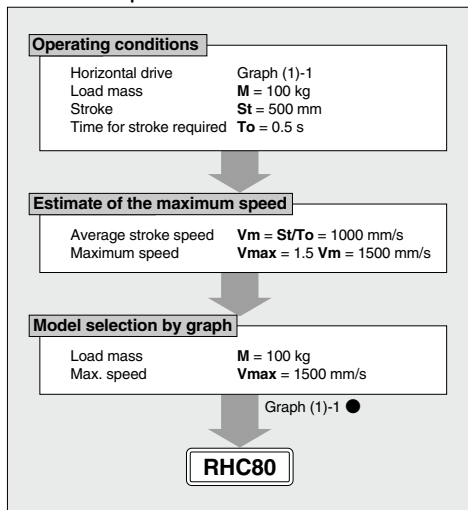 Operating conditions
Horizontal drive Graph (1)-1
Load mass M = 100 kg
Stroke St = 500 mm
Time for stroke required To = 0.5 s
Estimate of the maximum speed
Average stroke speed Vm = St/To = 1000 mm/s
Maximum speed Vmax = 1.5 Vm = 1500 mm/s
Model selection by graph
Load mass M = 100 kg
Max. speed Vmax = 1500 mm/s
Graph (1)-1 ●
RHC80